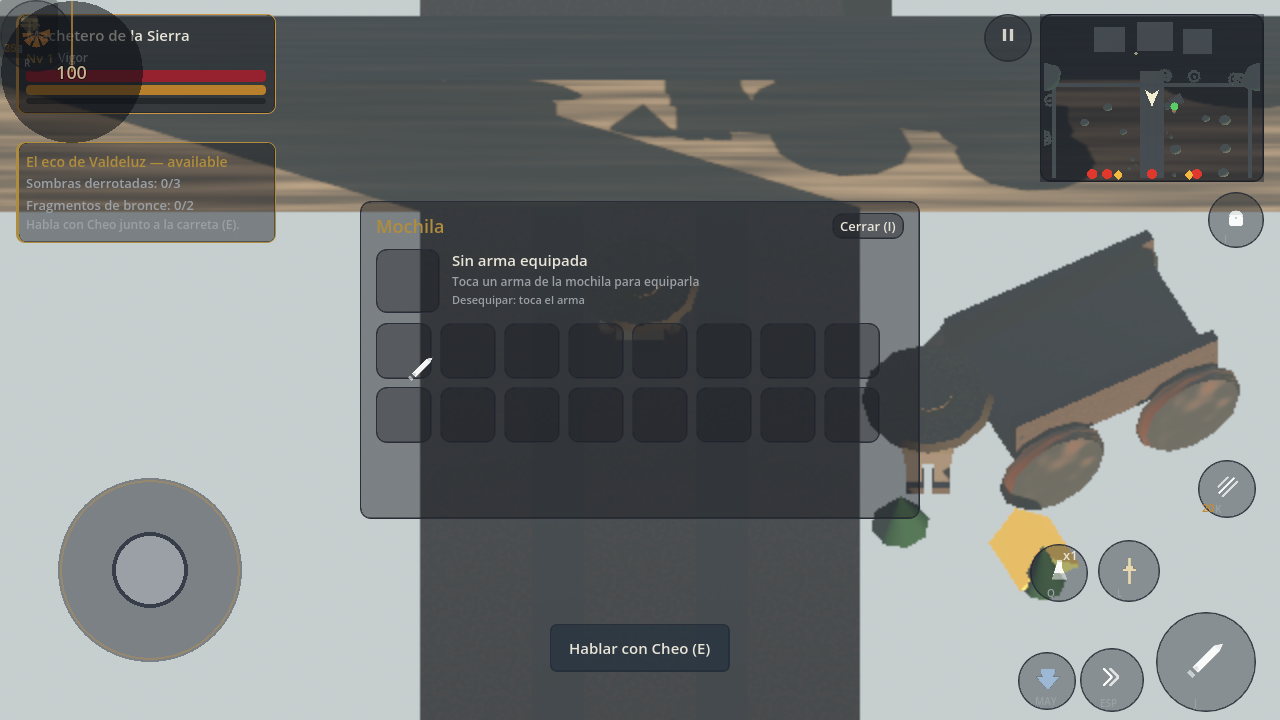 chetero de la Sierra
Nv 1 Vigor
100
El eco de Valdeluz — available
Sombras derrotadas: 0/3
Fragmentos de bronce: 0/2
Habla con Cheo junto a la carreta (E).
Mochila
Cerrar (I)
Sin arma equipada
Toca un arma de la mochila para equiparla
Desequipar: toca el arma
x1
Q
Hablar con Cheo (E)
MAY
ESP
J